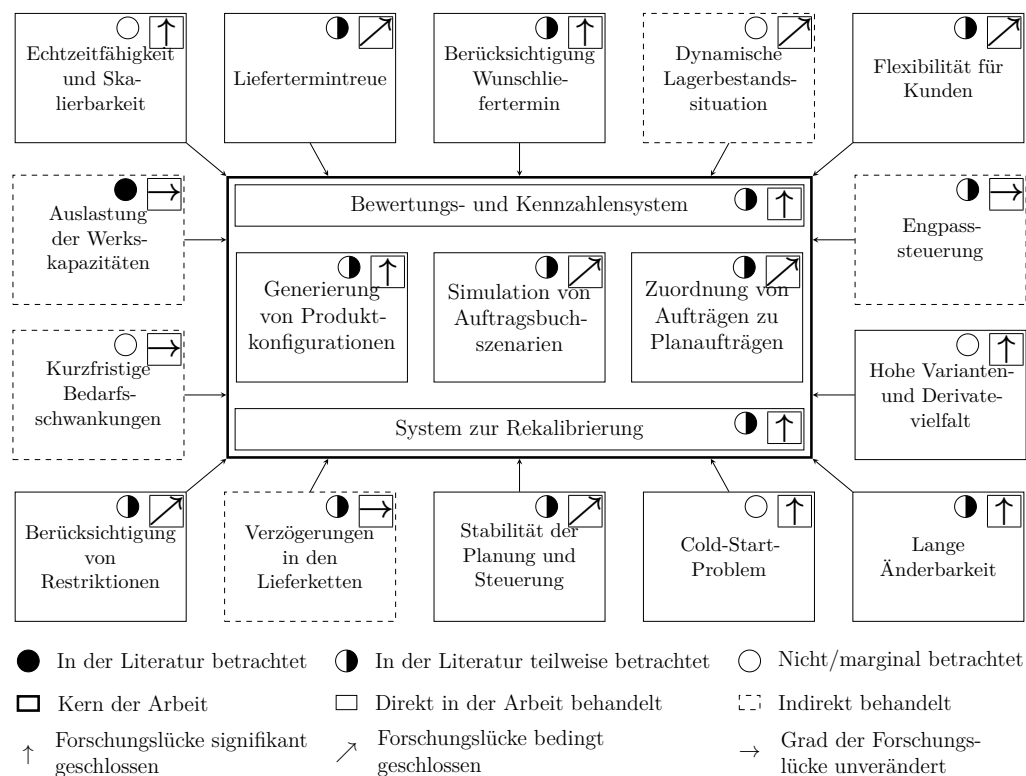 Echtzeitfähigkeit
und Ska-
lierbarkeit
Liefertermintreue
Berücksichtigung
Wunschlie-
fertermin
Dynamische
Lagerbestands-
situation
Flexibilität für
Kunden
Auslastung
der Werks-
kapazitäten
Bewertungs- und Kennzahlensystem
Engpass-
steuerung
Generierung
von Produkt-
konfigurationen
Simulation von
Auftragsbuch-
szenarien
Zuordnung von
Aufträgen zu
Planaufträgen
Kurzfristige
Bedarfs-
schwankungen
Hohe Varianten-
und Derivate-
vielfalt
System zur Rekalibrierung
Berücksichtigung
von
Restriktionen
Verzögerungen
in den
Lieferketten
Stabilität der
Planung und
Steuerung
Cold-Start-
Problem
Lange
Änderbarkeit
In der Literatur betrachtet
In der Literatur teilweise betrachtet
Nicht/marginal betrachtet
Kern der Arbeit
Direkt in der Arbeit behandelt
Indirekt behandelt
Forschungslücke signifikant
geschlossen
Forschungslücke bedingt
geschlossen
Grad der Forschungs-
lücke unverändert